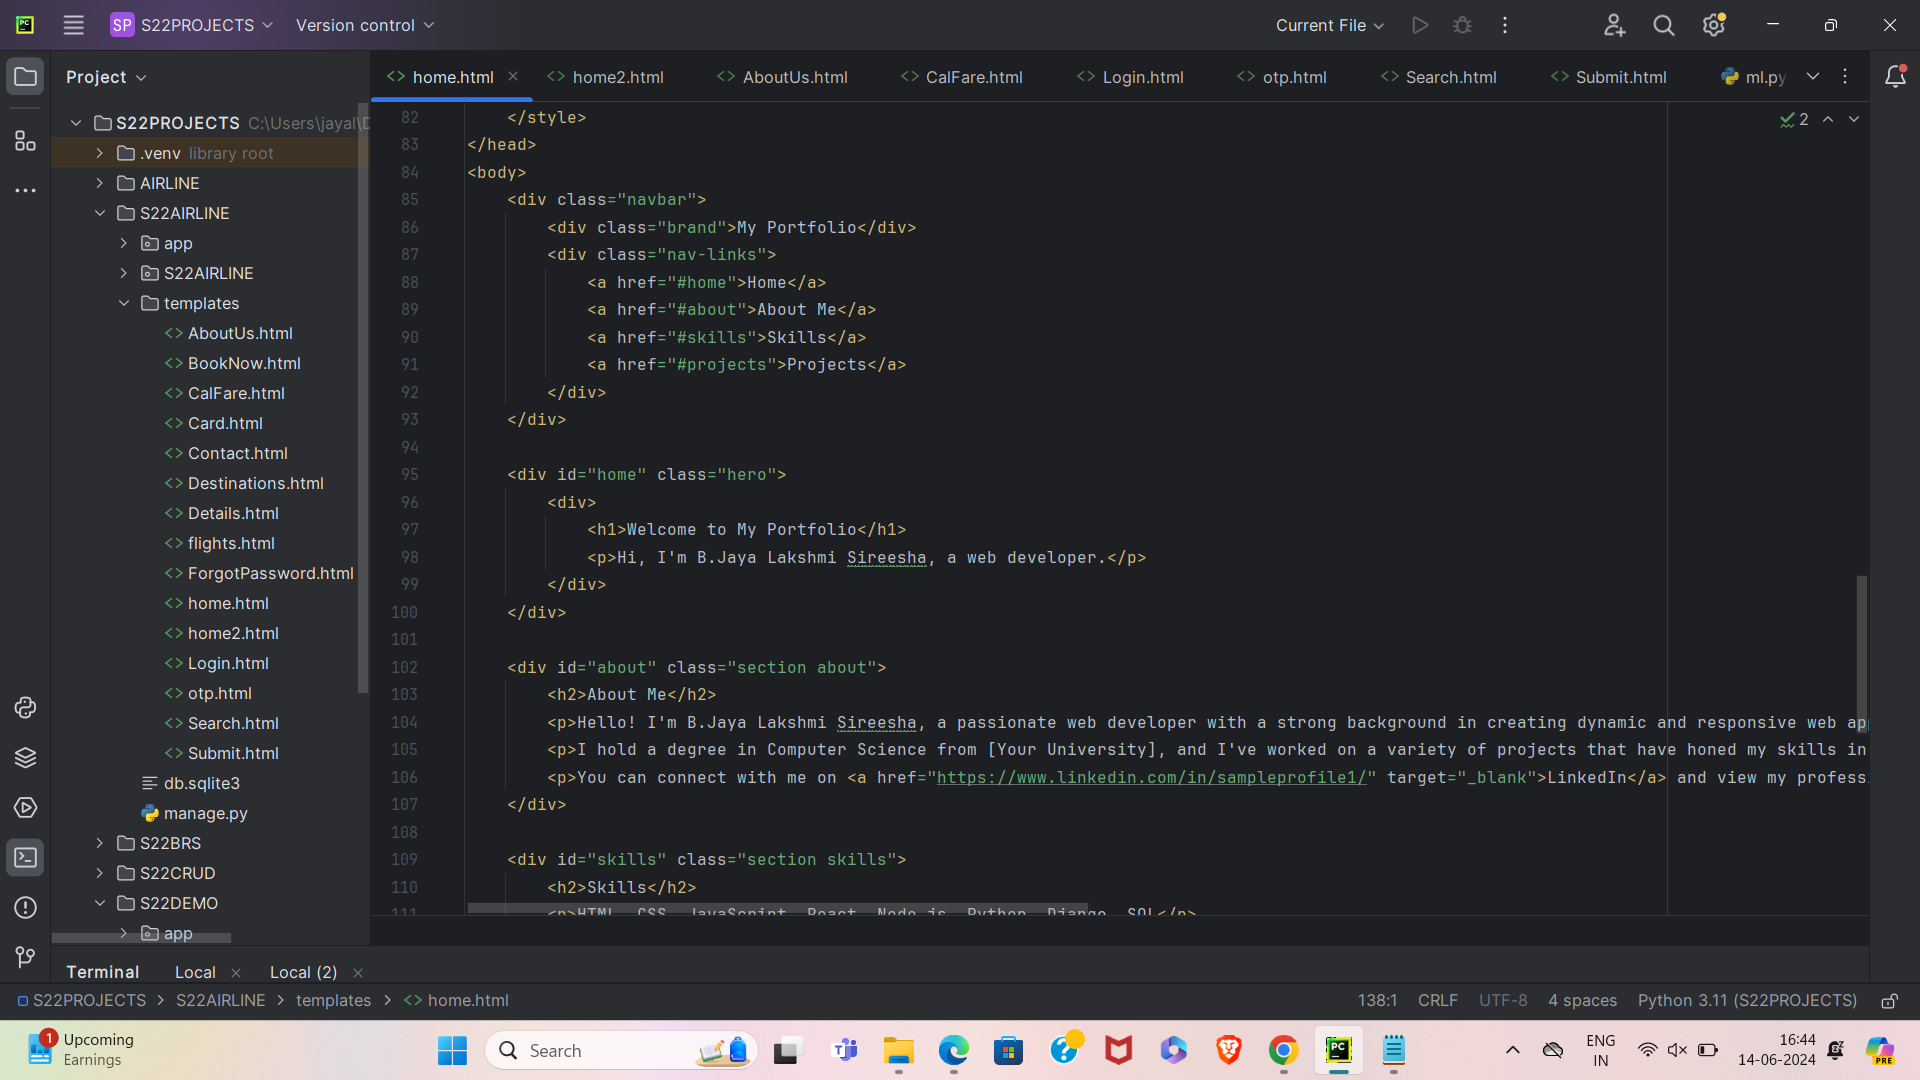 PC
SP S22PROJECTS Version control Current File
Project
S22PROJECTS C:\Users\jayal\D
.venv library root
AIRLINE
S22AIRLINE
app
S22AIRLINE
templates
AboutUs.html
BookNow.html
CalFare.html
Card.html
Contact.html
Destinations.html
Details.html
flights.html
ForgotPassword.html
home.html
home2.html
Login.html
otp.html
Search.html
Submit.html
db.sqlite3
manage.py
S22BRS
S22CRUD
S22DEMO
app
home.html home2.html AboutUs.html CalFare.html Login.html otp.html Search.html Submit.html ml.py
2
82 </style>
83 </head>
84 <body>
85 <div class="navbar">
86 <div class="brand">My Portfolio</div>
87 <div class="nav-links">
88 <a href="#home">Home</a>
89 <a href="#about">About Me</a>
90 <a href="#skills">Skills</a>
91 <a href="#projects">Projects</a>
92 </div>
93 </div>
94
95 <div id="home" class="hero">
96 <div>
97 <h1>Welcome to My Portfolio</h1>
98 <p>Hi, I'm B.Jaya Lakshmi Sireesha, a web developer.</p>
99 </div>
100 </div>
101
102 <div id="about" class="section about">
103 <h2>About Me</h2>
104 <p>Hello! I'm B.Jaya Lakshmi Sireesha, a passionate web developer with a strong background in creating dynamic and responsive web app
105 <p>I hold a degree in Computer Science from [Your University], and I've worked on a variety of projects that have honed my skills in
106 <p>You can connect with me on <a href="https://www.linkedin.com/in/sampleprofile1/" target="_blank">LinkedIn</a> and view my profess
107 </div>
108
109 <div id="skills" class="section skills">
110 <h2>Skills</h2>
111 <p>HTML, CSS, JavaScript, React, Node.js, Python, Django, SQL</p>
Terminal Local Local (2)
S22PROJECTS > S22AIRLINE > templates > home.html 138:1 CRLF UTF-8 4 spaces Python 3.11 (S22PROJECTS)
1 Upcoming
Earnings
Search
PRE
ENG
IN
16:44
14-06-2024